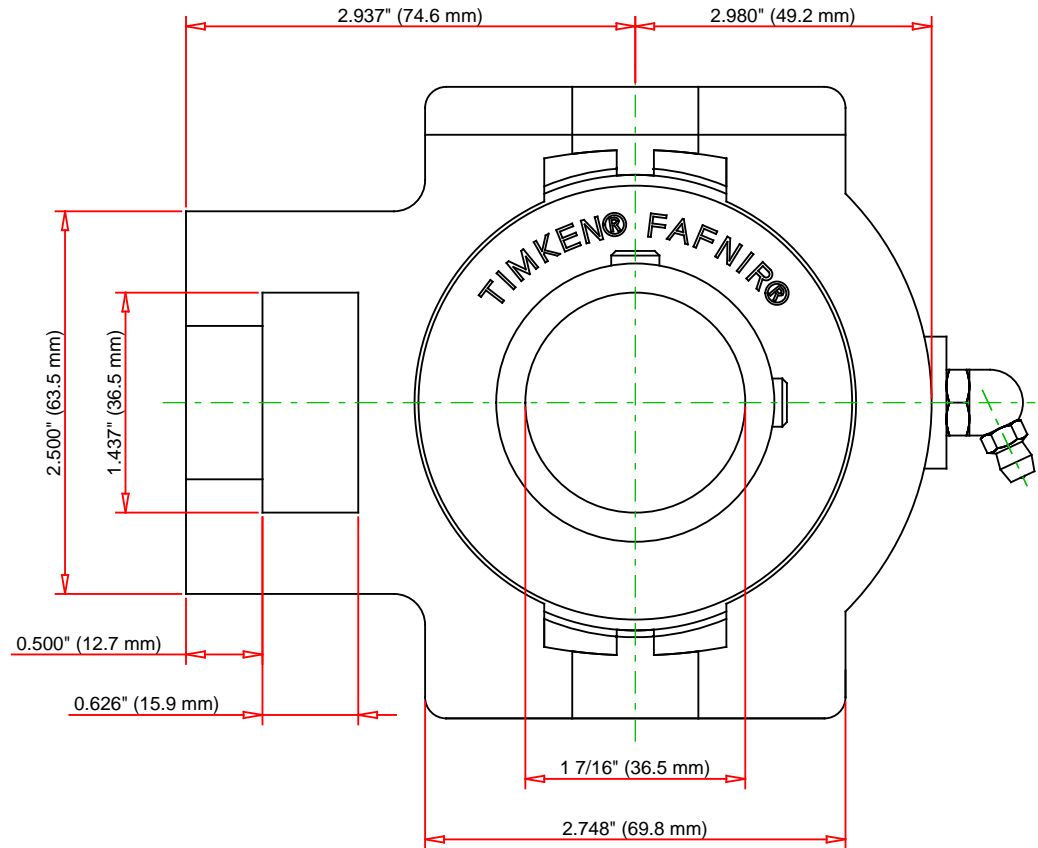 2.937" (74.6 mm)
2.980" (49.2 mm)
TIMKEN® FAFNIR®
2.500" (63.5 mm)
1.437" (36.5 mm)
0.500" (12.7 mm)
0.626" (15.9 mm)
1 7/16" (36.5 mm)
2.748" (69.8 mm)